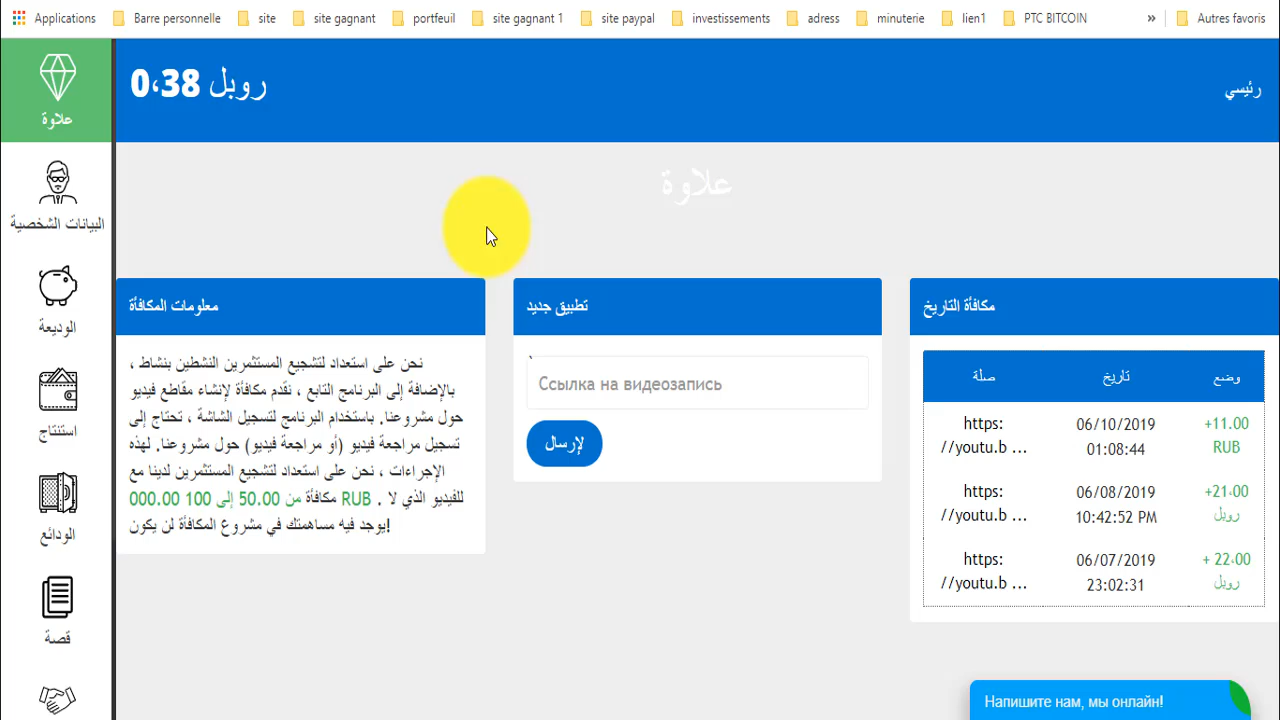 Applications Barre personnelle site site gagnant portfeuil site gagnant 1 site paypal investissements adress minuterie lien1 PTC BITCOIN » Autres favoris
علاوة
البيانات الشخصية
الوديعة
استنتاج
الودائع
قصة
0،38 روبل
رئيسي
علاوة
معلومات المكافأة
نحن على استعداد لتشجيع المستثمرين النشطين بنشاط ،
بالإضافة إلى البرنامج التابع ، نقدم مكافأة لإنشاء مقاطع فيديو
حول مشروعنا. باستخدام البرنامج لتسجيل الشاشة ، تحتاج إلى
تسجيل مراجعة فيديو (أو مراجعة فيديو) حول مشروعنا. لهذه
الإجراءات ، نحن على استعداد لتشجيع المستثمرين لدينا مع
مكافأة من 50.00 إلى 100 000.00 RUB . للفيديو الذي لا
يوجد فيه مساهمتك في مشروع المكافأة لن يكون!
تطبيق جديد
`
Ссылка на видеозапись
لإرسال
مكافأة التاريخ
صلة تاريخ وضع
https: 06/10/2019 +11.00
//youtu.b ... 01:08:44 RUB
https: 06/08/2019 +21،00
//youtu.b ... 10:42:52 PM روبل
https: 06/07/2019 + 22،00
//youtu.b ... 23:02:31 روبل
Напишите нам, мы онлайн!